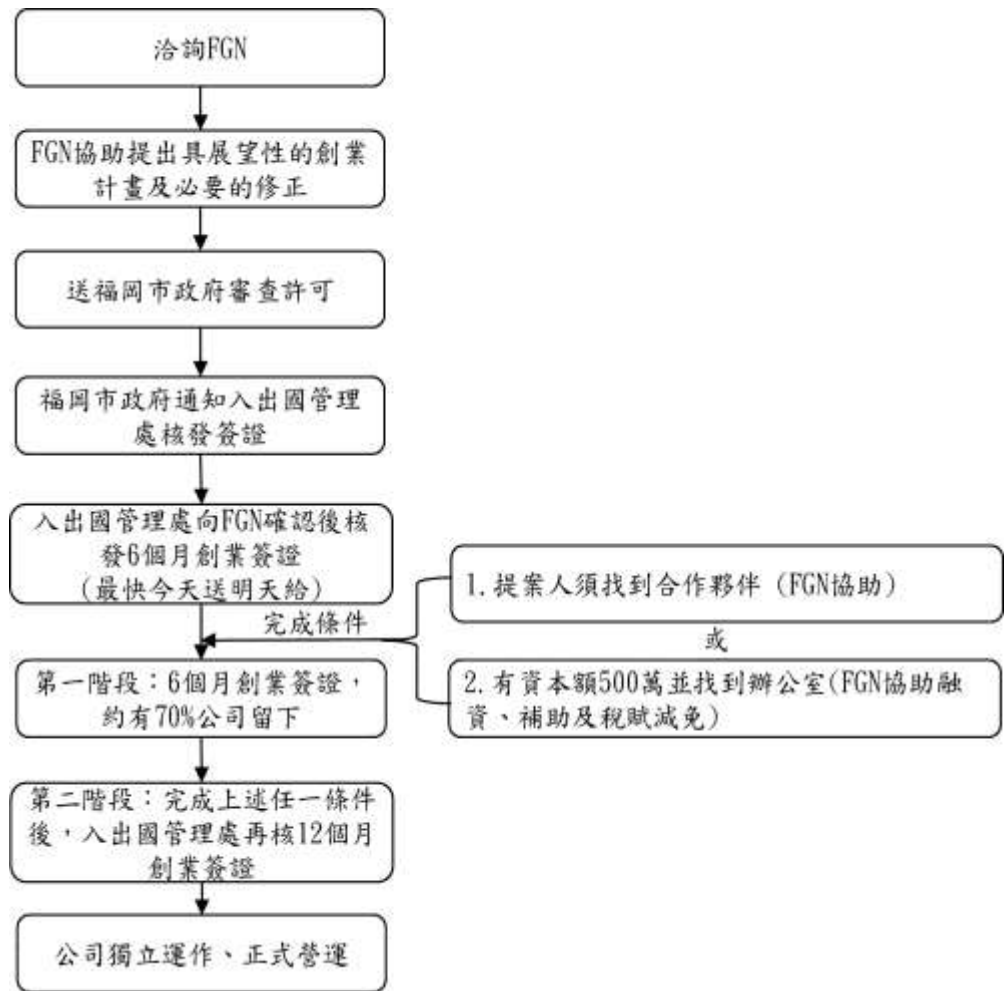 洽詢FGN
FGN協助提出具展望性的創業
計畫及必要的修正
送福岡市政府審查許可
福岡市政府通知入出國管理
處核發簽證
入出國管理處向FGN確認後核
發6個月創業簽證
(最快今天送明天給)
完成條件
1.提案人須找到合作夥伴 (FGN協助)
或
2.有資本額500萬並找到辦公室(FGN協助融
資、補助及稅賦減免)
第一階段：6個月創業簽證，
約有70%公司留下
第二階段：完成上述任一條件
後，入出國管理處再核12個月
創業簽證
公司獨立運作、正式營運